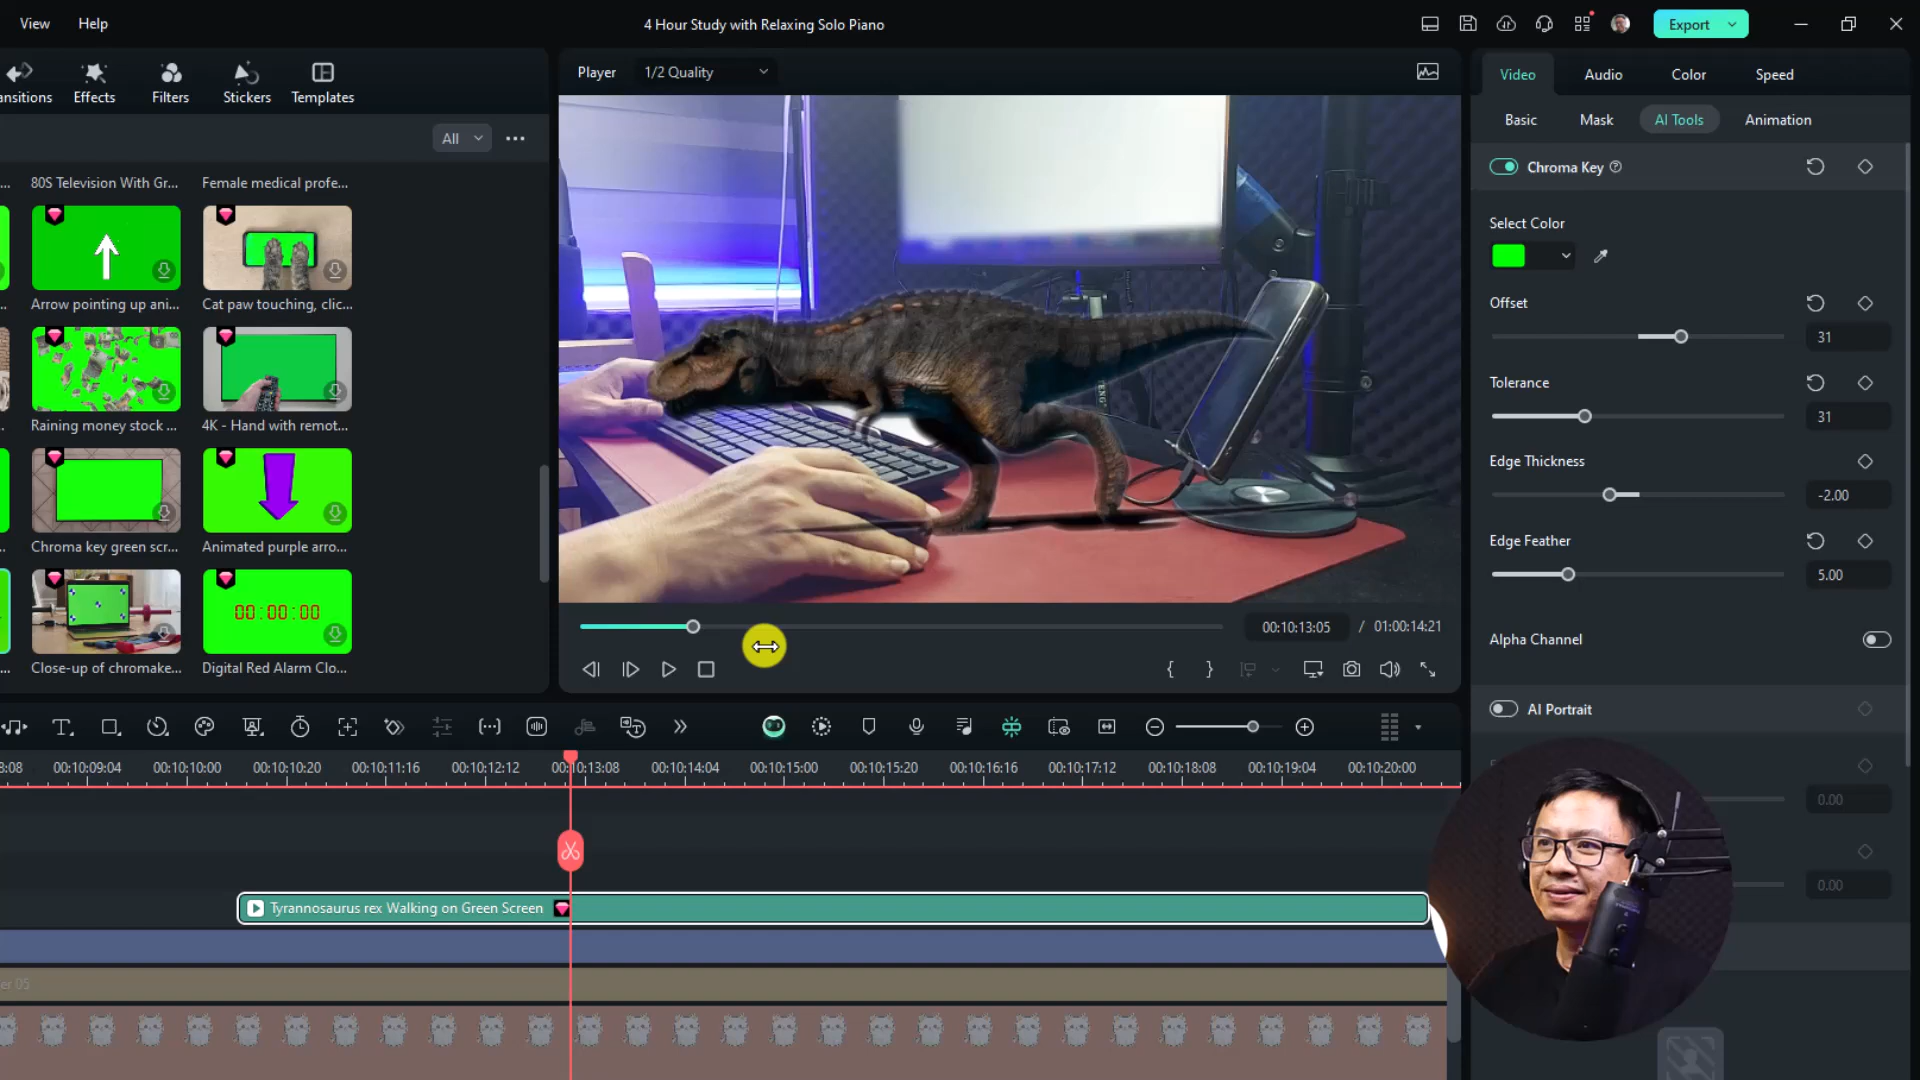 View
Help
4 Hour Study with Relaxing Solo Piano
Export
ansitions
Effects
Filters
Stickers
Templates
Player
1/2 Quality
Video
Audio
Color
Speed
Basic
Mask
AI Tools
Animation
All
...
80S Television With Gr...
Female medical profe...
Arrow pointing up ani...
Cat paw touching, clic...
Raining money stock ...
4K - Hand with remot...
Chroma key green scr...
Animated purple arro...
00:00:00
Close-up of chromake...
Digital Red Alarm Clo...
Chroma Key
Select Color
Offset
31
Tolerance
31
Edge Thickness
-2.00
Edge Feather
5.00
Alpha Channel
AI Portrait
0.00
0.00
00:10:13:05 / 01:00:14:21
8:08
00:10:09:04
00:10:10:00
00:10:10:20
00:10:11:16
00:10:12:12
00:10:13:08
00:10:14:04
00:10:15:00
00:10:15:20
00:10:16:16
00:10:17:12
00:10:18:08
00:10:19:04
00:10:20:00
Tyrannosaurus rex Walking on Green Screen
er 05